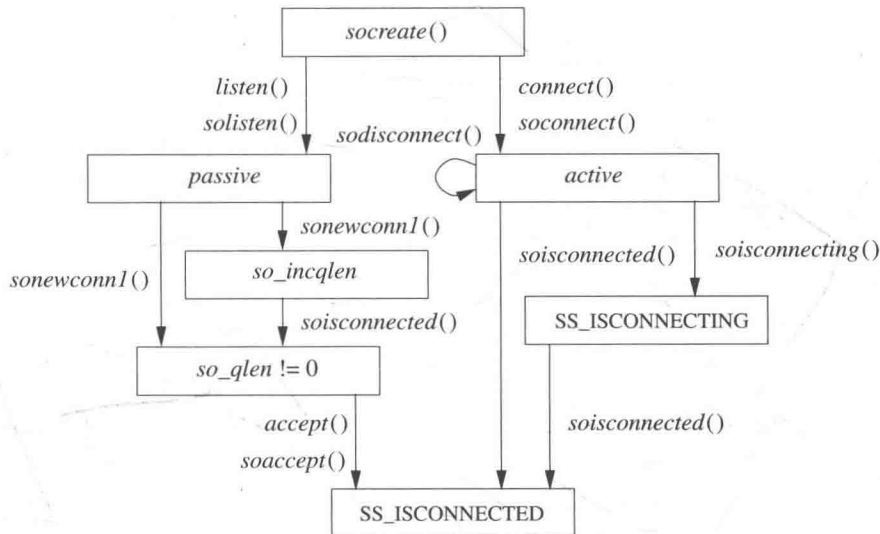 socreate()
listen()
connect()
solisten()
sodisconnect()
soconnect()
passive
active
sonewconn1()
soisconnected()
soisconnecting()
sonewconn1()
so_incqlen
soisconnected()
SS_ISCONNECTING
so_qlen != 0
accept()
soisconnected()
soaccept()
SS_ISCONNECTED